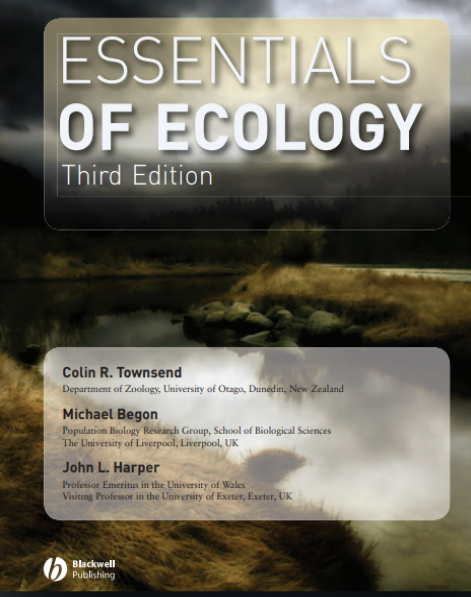 ESSENTIALS
OF ECOLOGY
Third Edition
Colin R. Townsend
Department of Zoology, University of Otago, Dunedin, New Zealand
Michael Begon
Population Biology Research Group, School of Biological Sciences
The University of Liverpool, Liverpool, UK
John L. Harper
Professor Emeritus in the University of Wales
Visiting Professor in the University of Exeter, Exeter, UK
Blackwell
Publishing